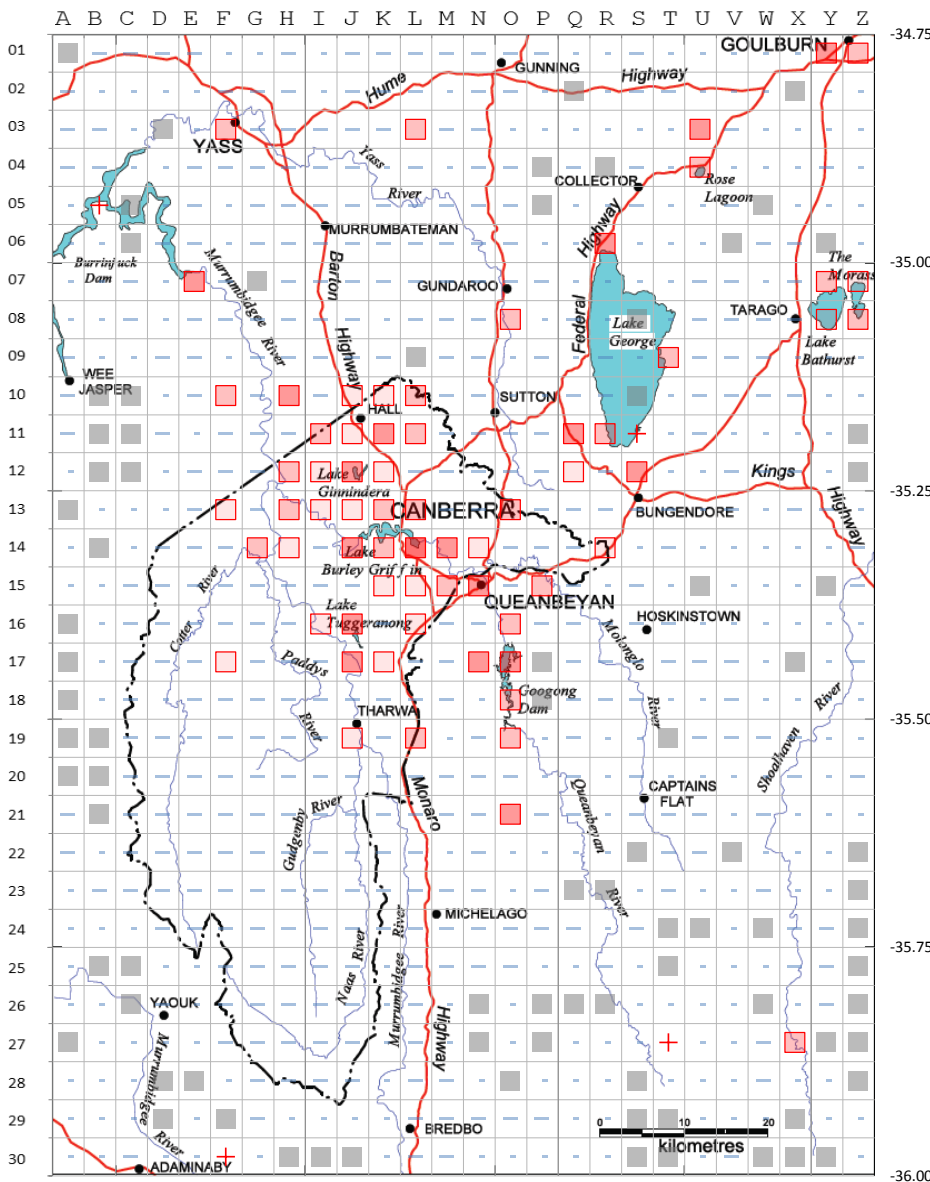 A B C D E F G H I J K L M N O P Q R S T U V W X Y Z
01
GOULBURN
-34.75
GUNNING
02
Hume
Highway
03
YASS
04
Yass
COLLECTOR
Rose
Lagoon
05
River
MURRUMBATEMAN
Highway
06
-35.00
Burrinjuck
Dam
Murrumbidgee
River
Barton
Highway
The
Morass
07
GUNDAROO
Federal
08
Lake
George
TARAGO
Lake
Bathurst
09
WEE
JASPER
10
SUTTON
HALL
11
12
Lake
Ginnindera
Kings
Highway
-35.25
13
CANBERRA
BUNGENDORE
14
Lake
Burley Griffin
15
Cotter
River
QUEANBEYAN
Lake
Tuggeranong
16
HOSKINSTOWN
Molonglo
River
17
Paddys
River
Googong
Dam
18
THARWA
-35.50
River
Shoalhaven
19
20
Monaro
Highway
CAPTAINS
FLAT
21
Gudgenby
River
Queanbeyan
River
22
23
MICHELAGO
24
Naas
River
Murrumbidgee
River
-35.75
25
26
YAOUK
27
Murrumbidgee
River
28
29
BREDBO
0 10 20
kilometres
30
ADAMINABY
-36.00